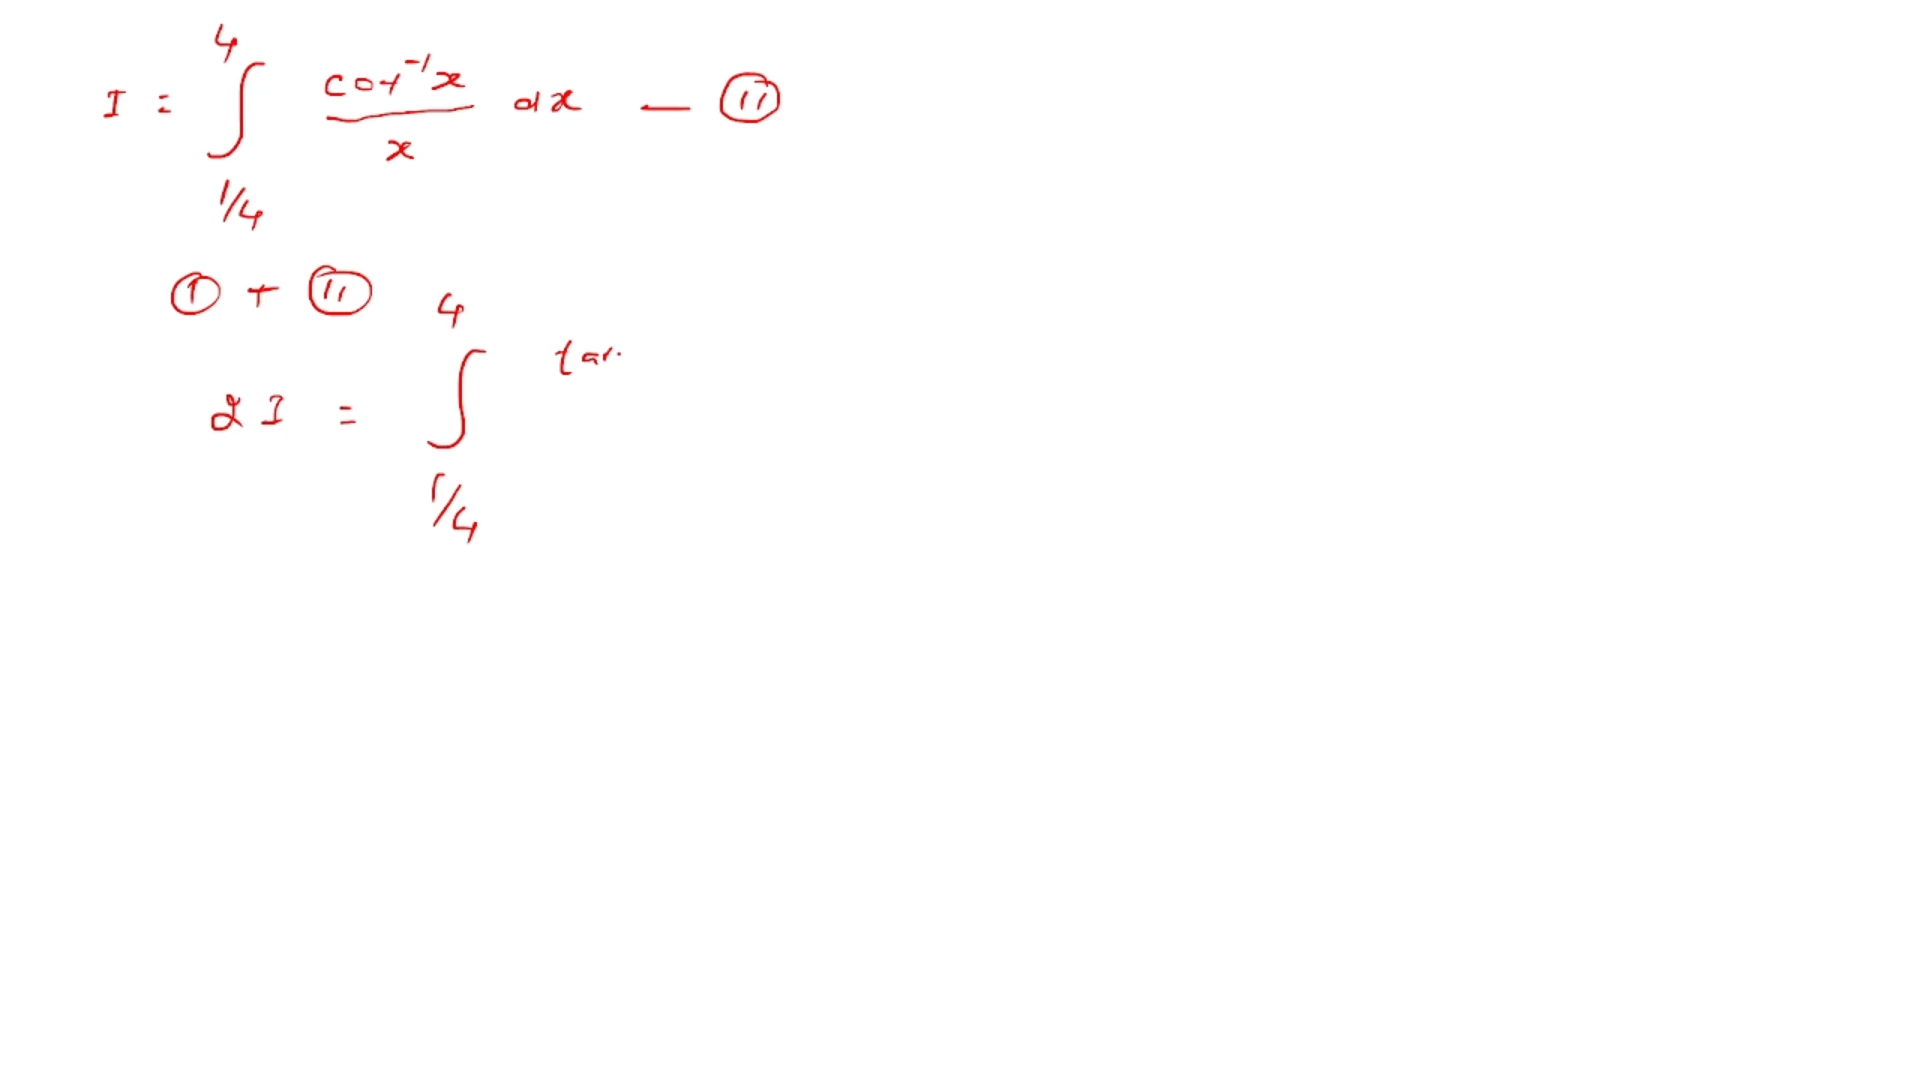 I = ∫_{1/4}^{4} cot⁻¹x / x dx — (II)
(I) + (II)
2I = ∫_{1/4}^{4} tan